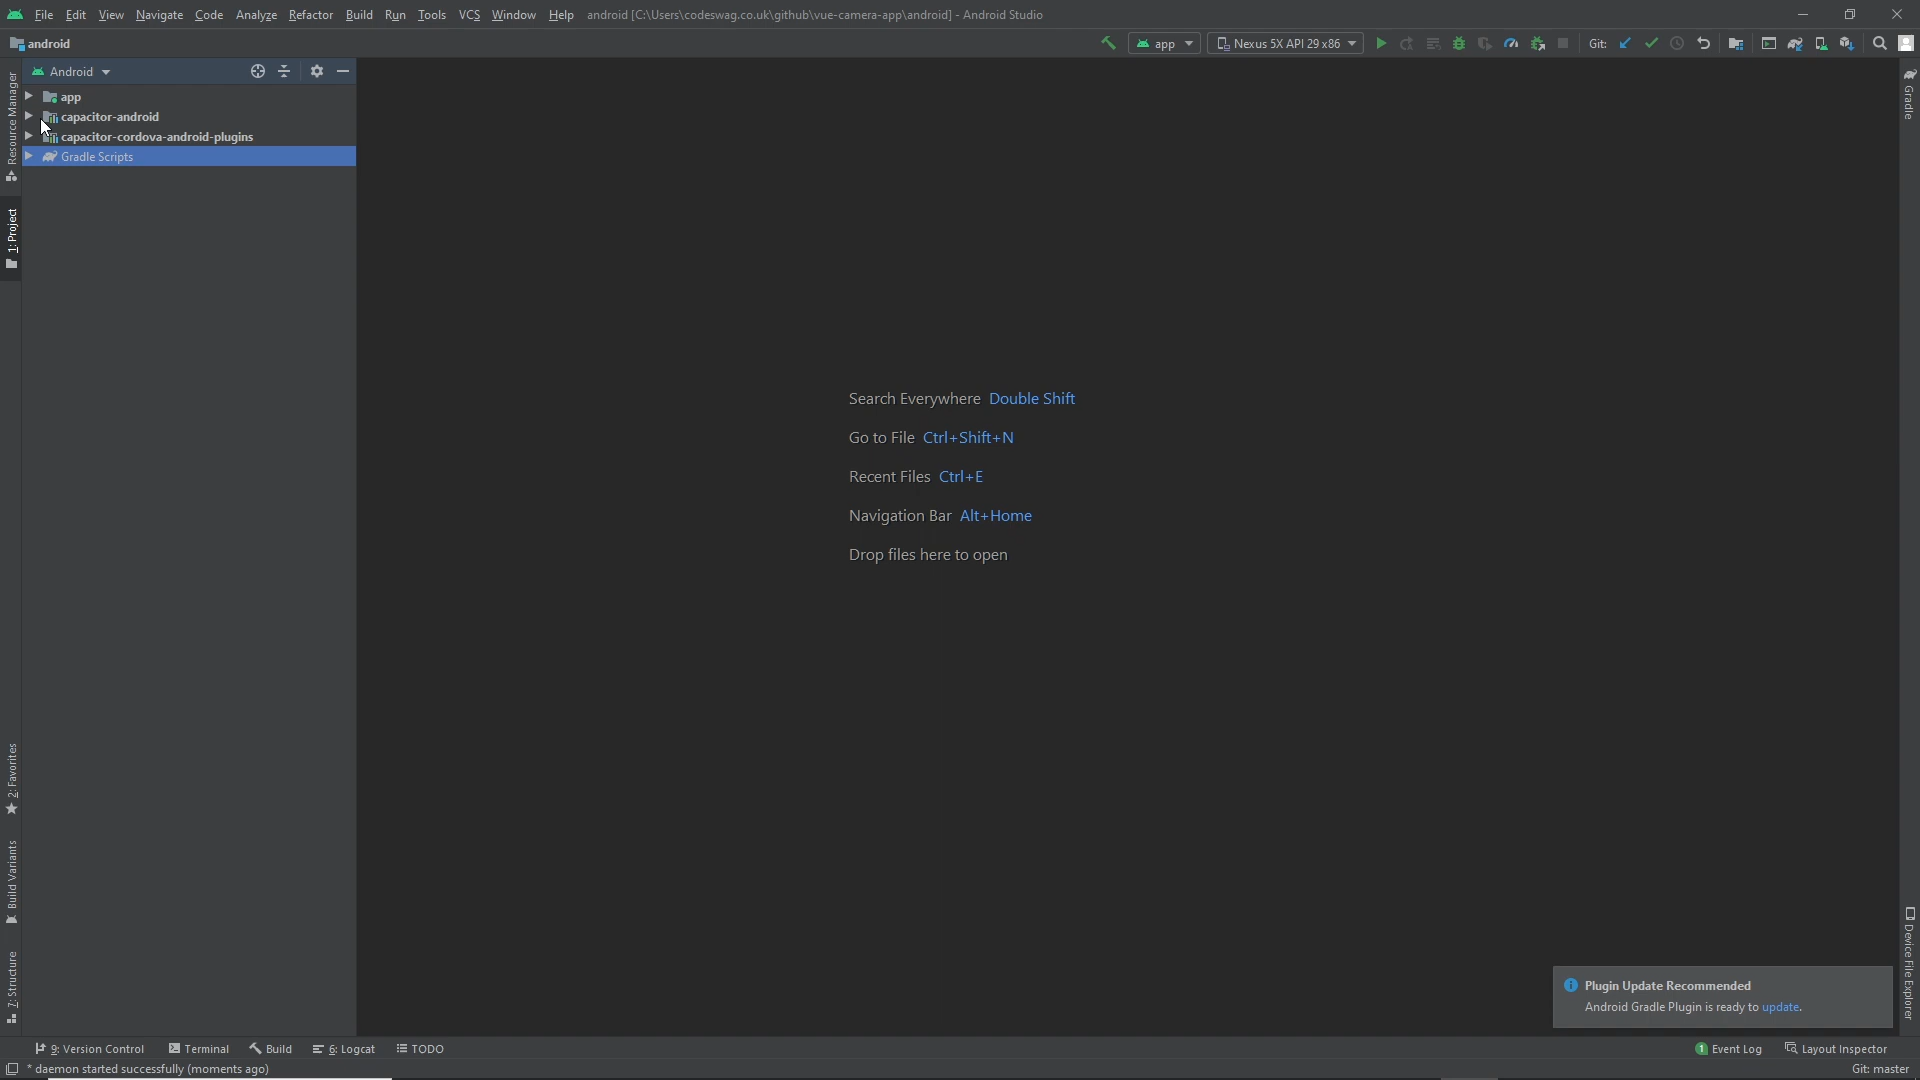 File Edit View Navigate Code Analyze Refactor Build Run Tools VCS Window Help android [C:\Users\codeswag.co.uk\github\vue-camera-app\android] - Android Studio
android
app
Nexus 5X API 29 x86
Git:
Android
app
capacitor-android
capacitor-cordova-android-plugins
Gradle Scripts
Resource Manager
1: Project
2: Favorites
Build Variants
7: Structure
Gradle
Device File Explorer
Search Everywhere Double Shift
Go to File Ctrl+Shift+N
Recent Files Ctrl+E
Navigation Bar Alt+Home
Drop files here to open
Plugin Update Recommended
Android Gradle Plugin is ready to update.
9: Version Control Terminal Build 6: Logcat TODO
1 Event Log Layout Inspector
* daemon started successfully (moments ago)
Git: master